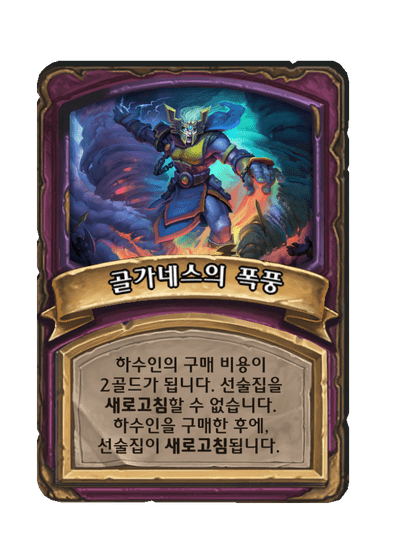 골가네스의 폭풍
하수인의 구매 비용이
2골드가 됩니다. 선술집을
새로고침할 수 없습니다.
하수인을 구매한 후에,
선술집이 새로고침됩니다.